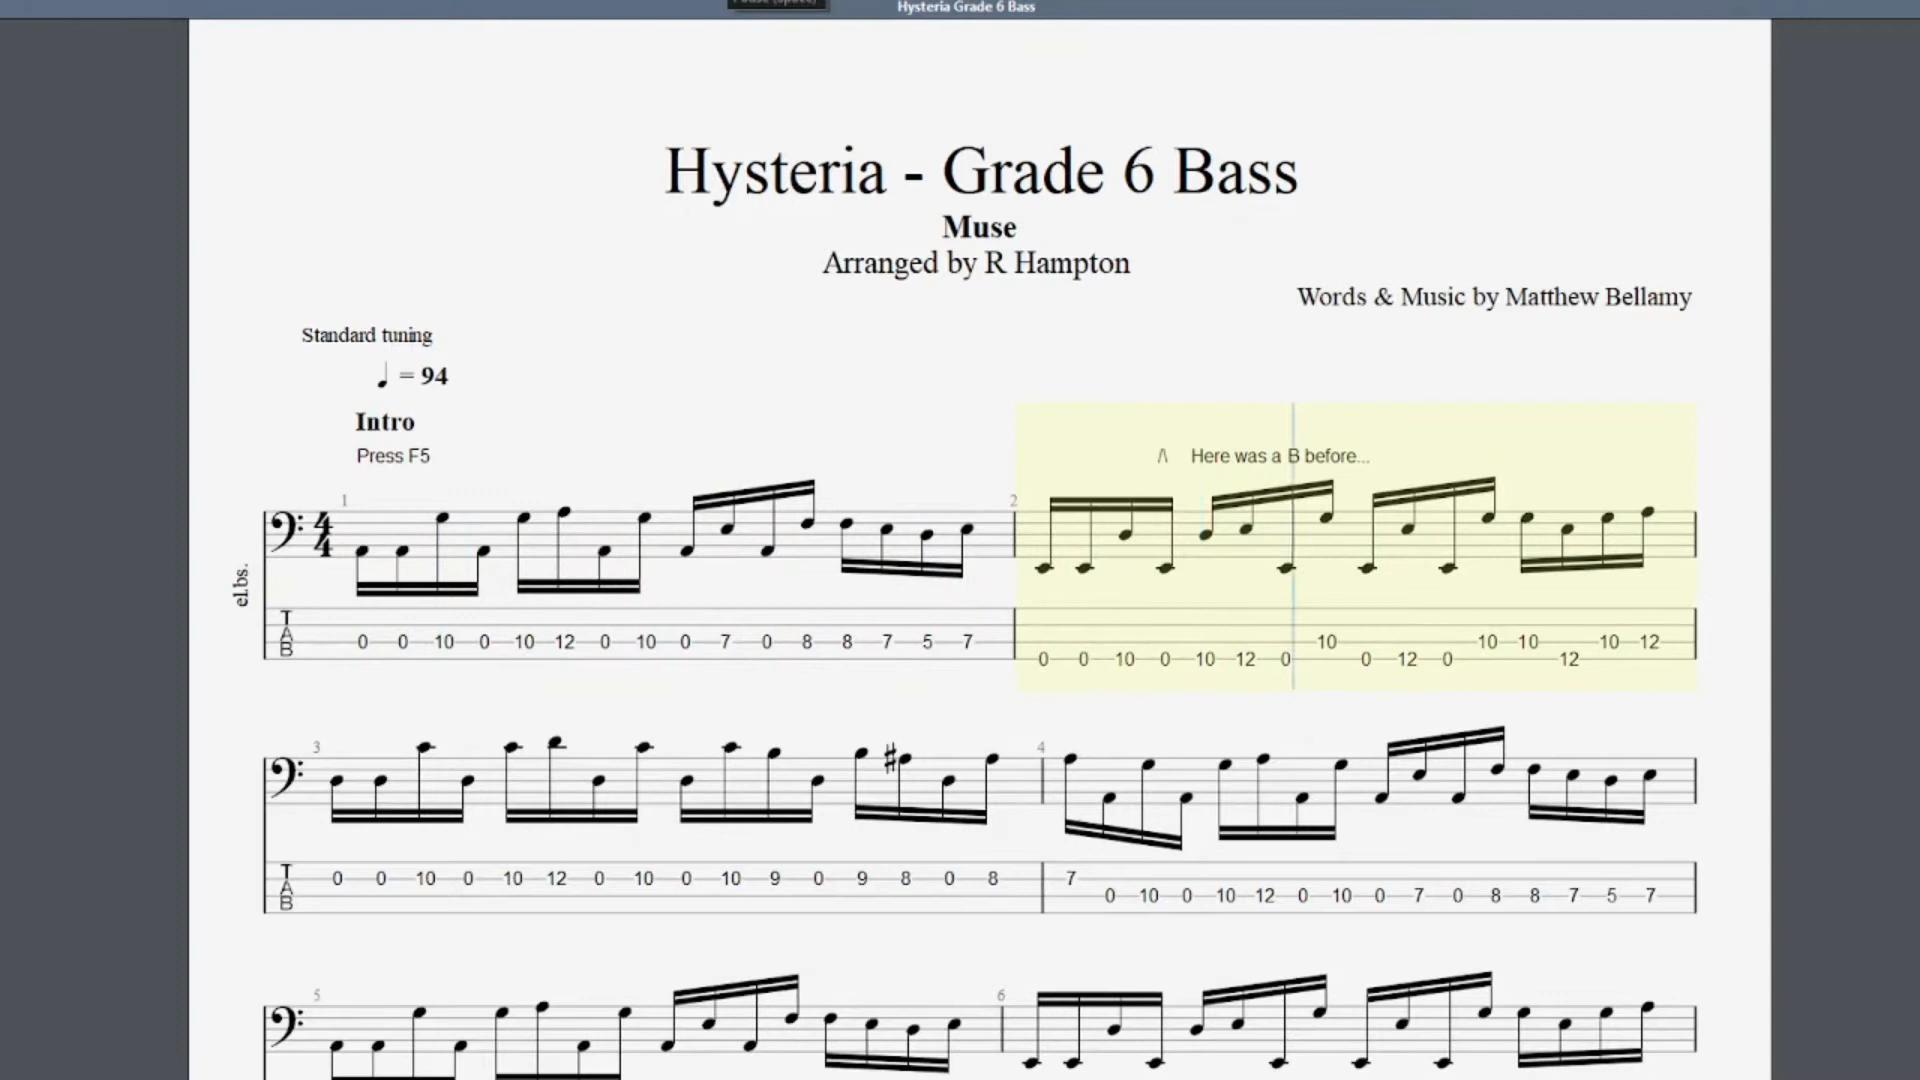 Hysteria Grade 6 Bass
Hysteria - Grade 6 Bass
Muse
Arranged by R Hampton
Words & Music by Matthew Bellamy
Standard tuning
= 94
Intro
Press F5
Here was a B before...
1
2
4
4
el.bs.
T
A
B
0 0 10 0 10 12 0 10 0 7 0 8 8 7 5 7
10 10 10 10 12
0 0 10 0 10 12 0 0 12 0 12
3
4
T
A
B
0 0 10 0 10 12 0 10 0 10 9 0 9 8 0 8
7
0 10 0 10 12 0 10 0 7 0 8 8 7 5 7
5
6